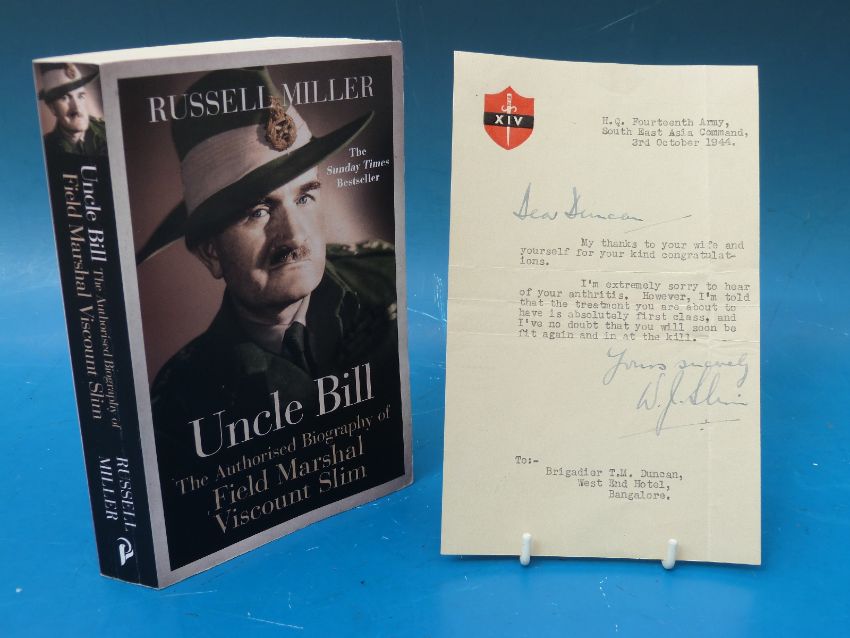 Uncle Bill The Authorised Biography of
Field Marshal Viscount Slim
RUSSELL
MILLER
RUSSELL MILLER
The
Sunday Times
Bestseller
Uncle Bill
The Authorised Biography of
Field Marshal
Viscount Slim
XIV
H.Q. Fourteenth Army,
South East Asia Command,
3rd October 1944.
Dear Duncan
My thanks to your wife and
yourself for your kind congratulat-
ions.
I'm extremely sorry to hear
of your anthritis. However, I'm told
that the treatment you are about to
have is absolutely first class, and
I've no doubt that you will soon be
fit again and in at the kill.
Yours sincerely
W.J. Slim
To:-
Brigadier T.M. Duncan,
West End Hotel,
Bangalore.